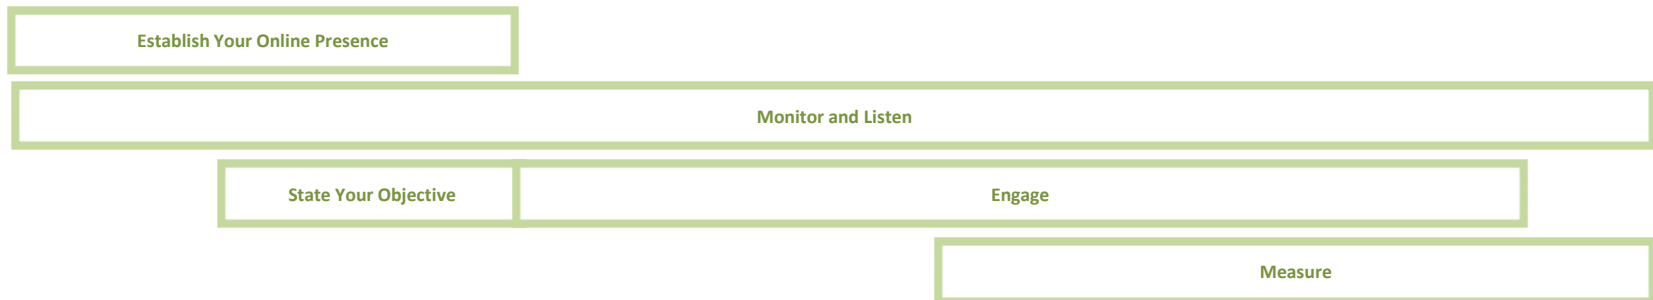 Establish Your Online Presence
Monitor and Listen
State Your Objective
Engage
Measure